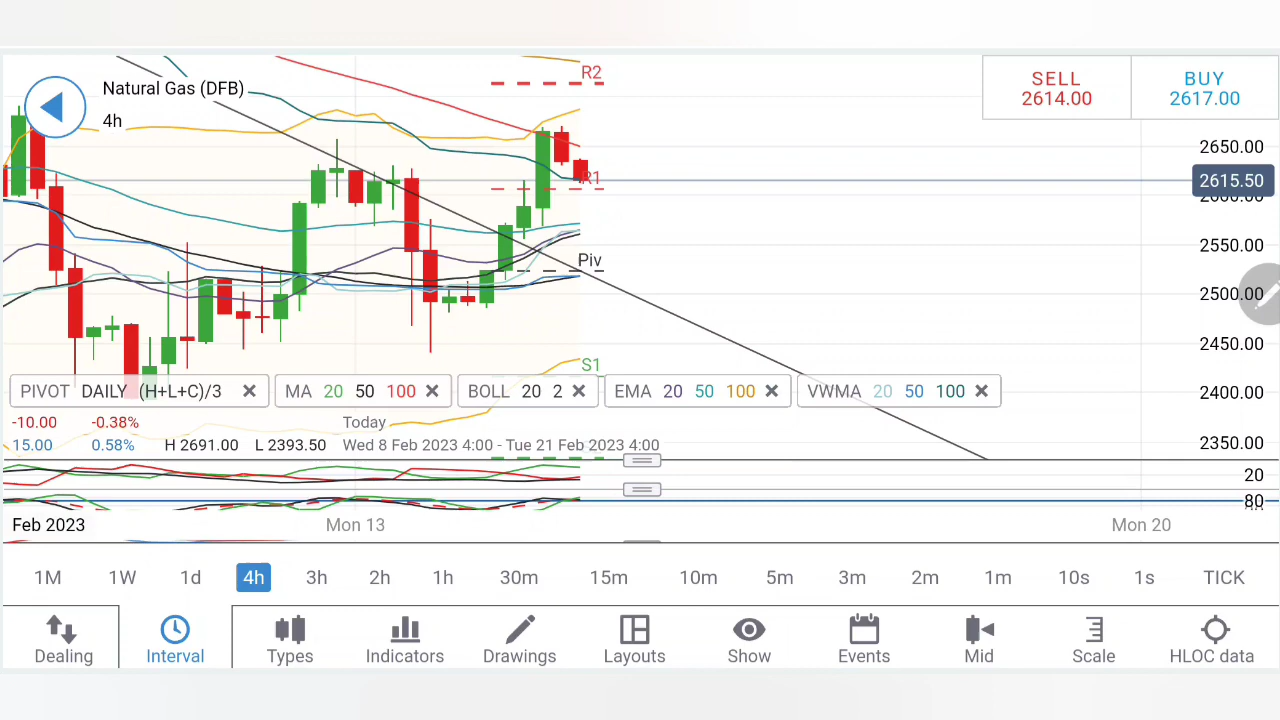 Natural Gas (DFB)
4h
SELL
2614.00
BUY
2617.00
R2
R1
Piv
S1
2650.00
2615.50
2600.00
2550.00
2500.00
2450.00
2400.00
2350.00
20
80
PIVOT DAILY (H+L+C)/3
MA 20 50 100
BOLL 20 2
EMA 20 50 100
VWMA 20 50 100
-10.00 -0.38% Today
15.00 0.58% H 2691.00 L 2393.50 Wed 8 Feb 2023 4:00 - Tue 21 Feb 2023 4:00
Feb 2023 Mon 13 Mon 20
1M 1W 1d 4h 3h 2h 1h 30m 15m 10m 5m 3m 2m 1m 10s 1s TICK
Dealing Interval Types Indicators Drawings Layouts Show Events Mid Scale HLOC data